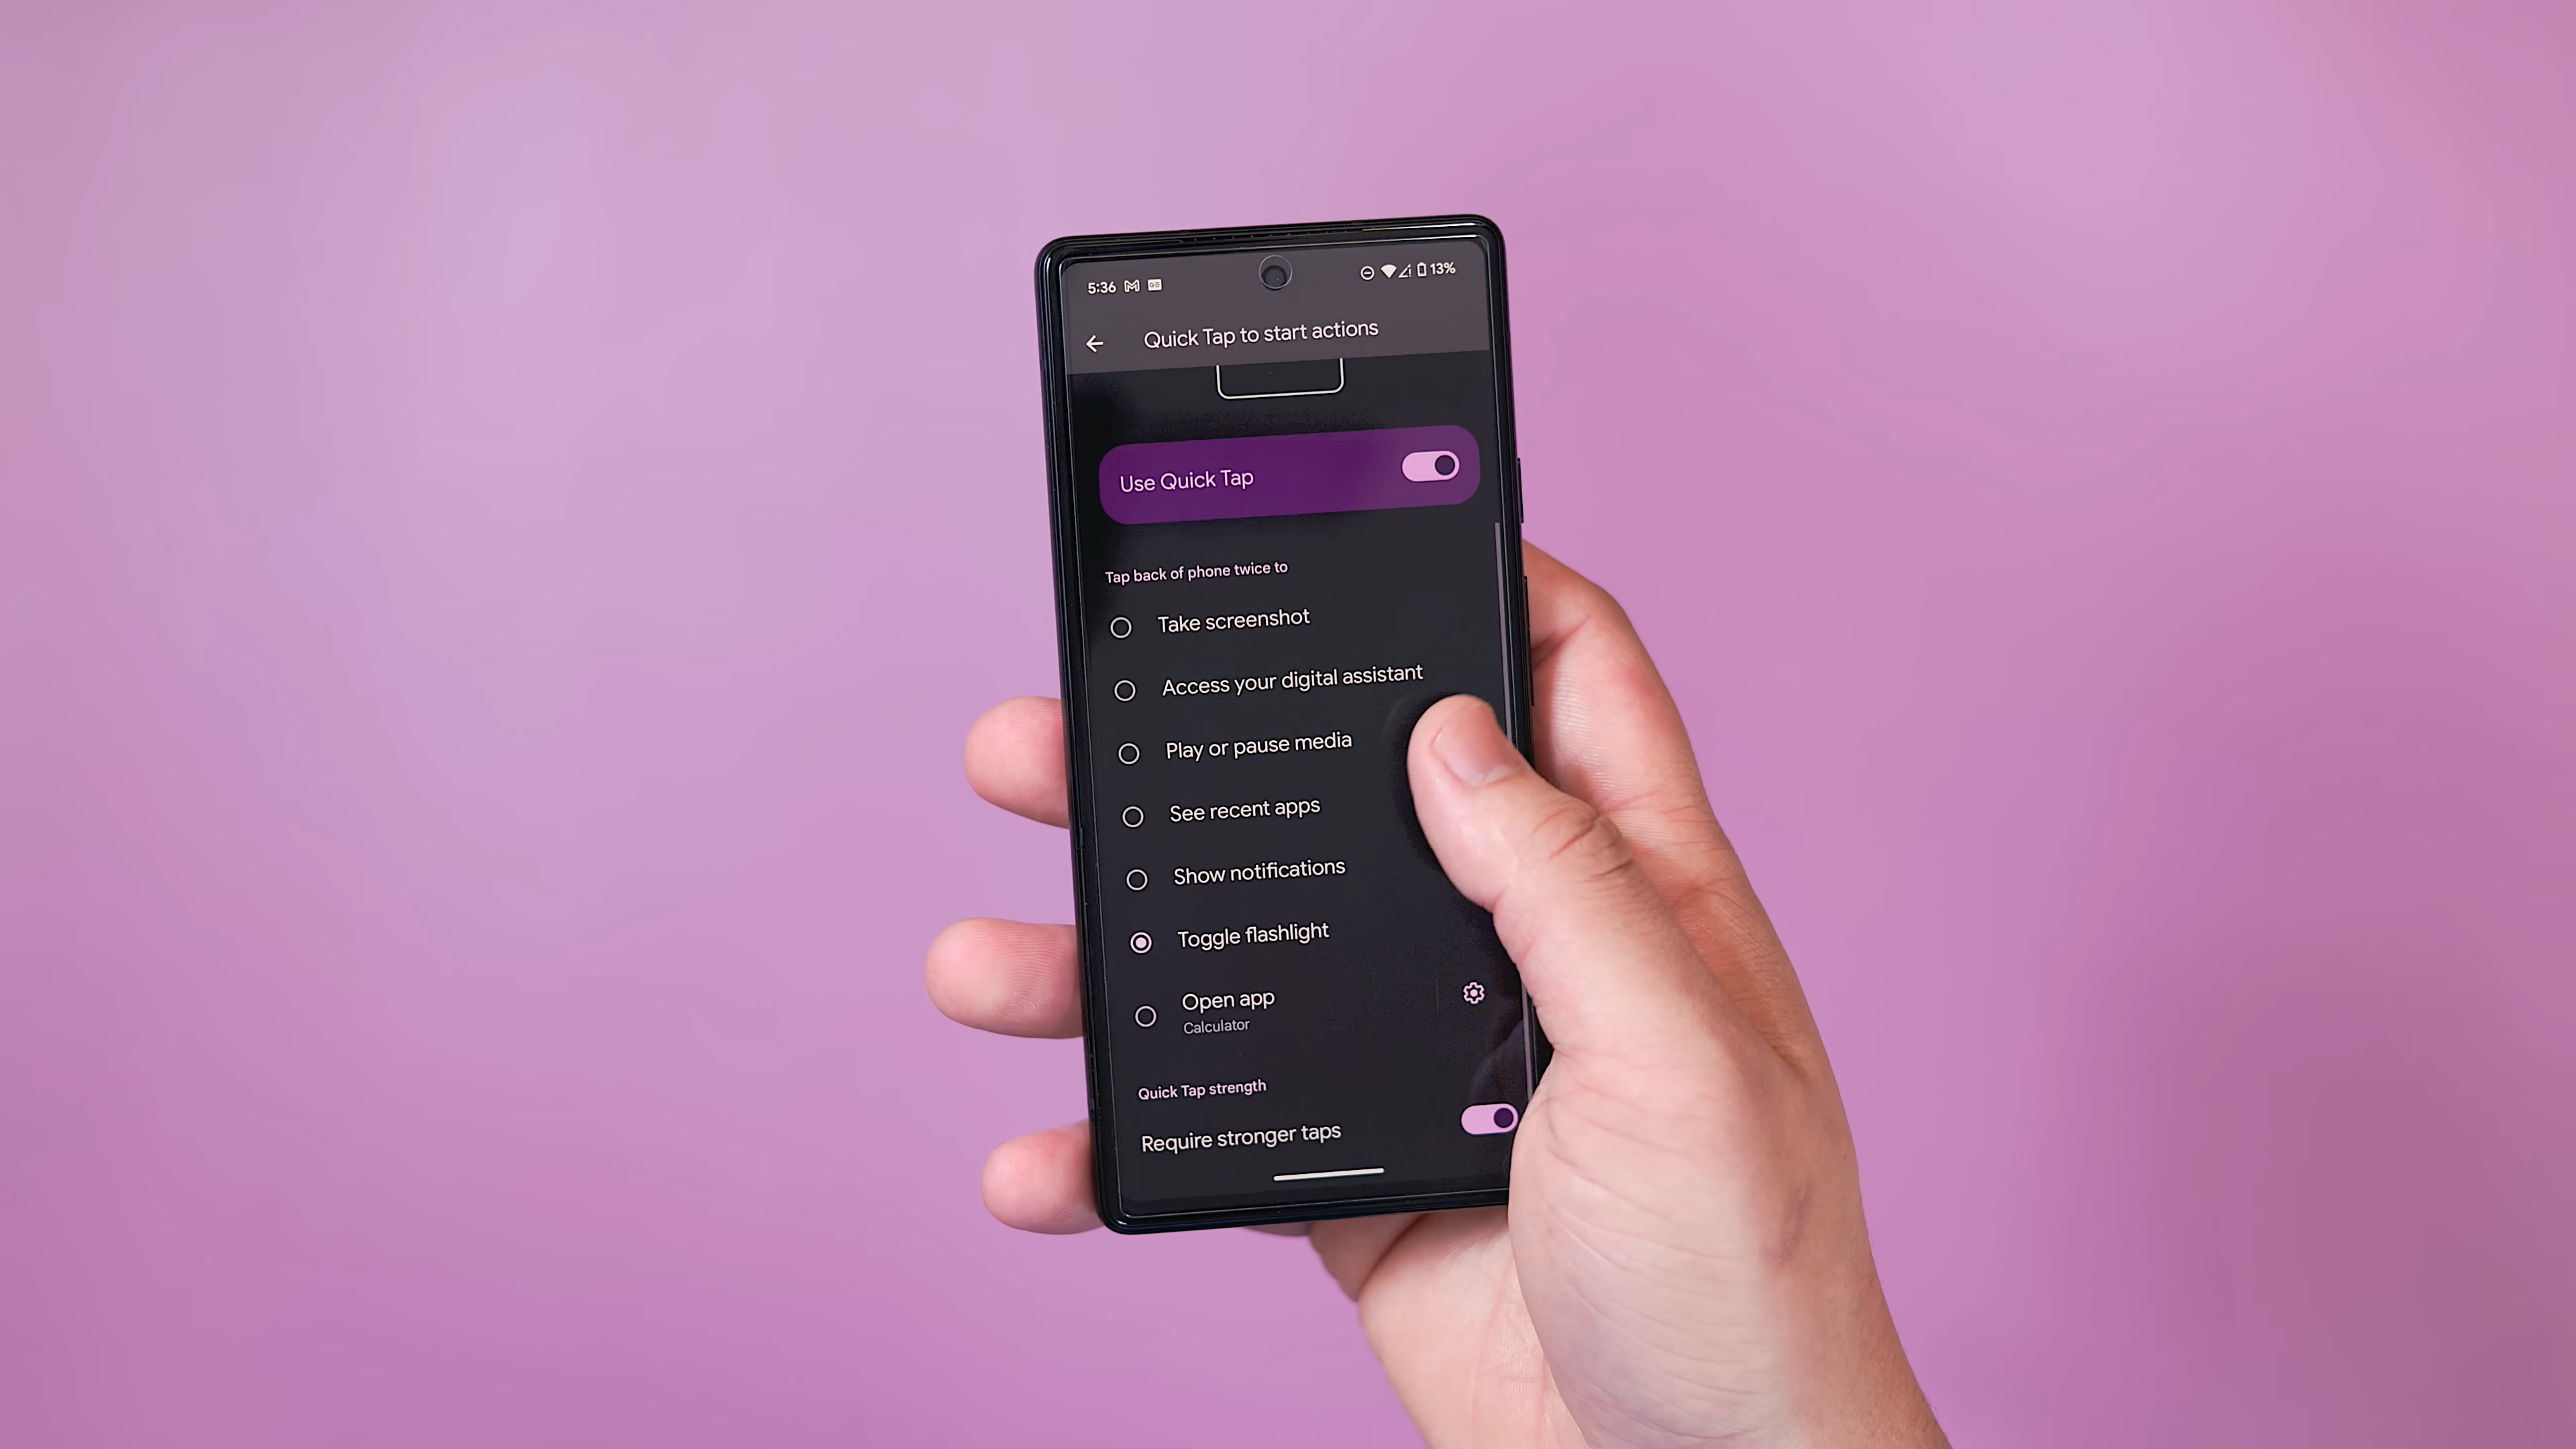 5:36 13%
Quick Tap to start actions
Use Quick Tap
Tap back of phone twice to
Take screenshot
Access your digital assistant
Play or pause media
See recent apps
Show notifications
Toggle flashlight
Open app
Calculator
Quick Tap strength
Require stronger taps